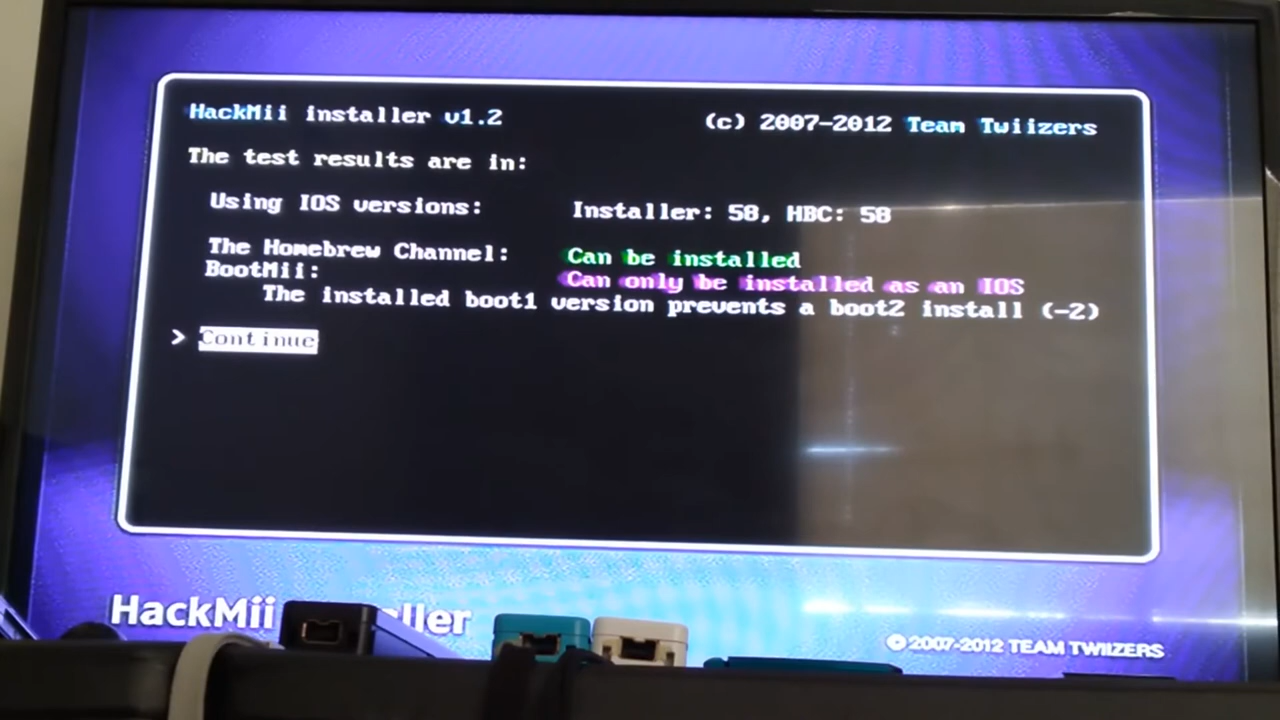 HackMii installer v1.2 (c) 2007-2012 Team Twiizers
The test results are in:
Using IOS versions: Installer: 58, HBC: 58
The Homebrew Channel: Can be installed
BootMii: Can only be installed as an IOS
The installed boot1 version prevents a boot2 install (-2)
> Continue
HackMii ller
© 2007-2012 TEAM TWIIZERS